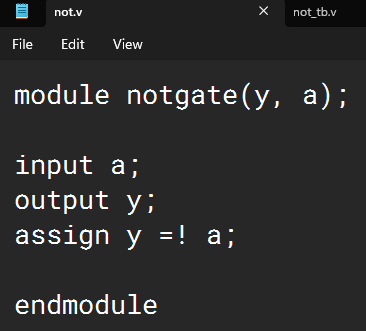 not.v not_tb.v
File Edit View
module notgate(y, a);
input a;
output y;
assign y =! a;
endmodule